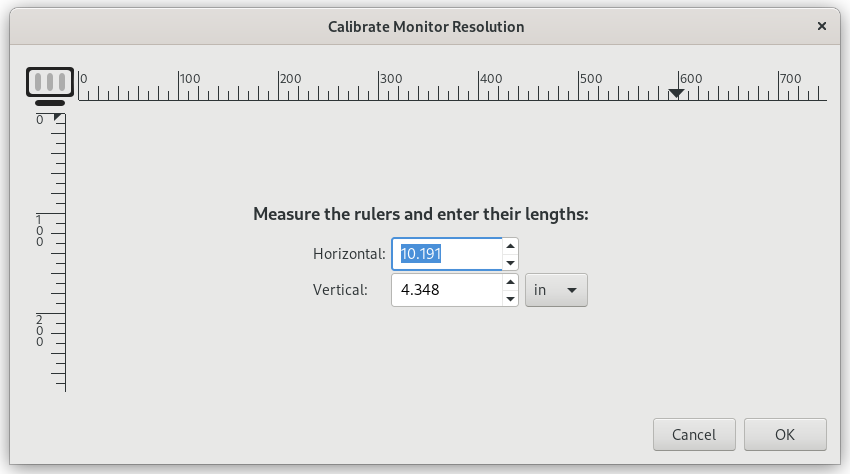 Calibrate Monitor Resolution
0 100 200 300 400 500 600 700
0
100
200
Measure the rulers and enter their lengths:
Horizontal: 10.191
Vertical: 4.348 in
Cancel OK